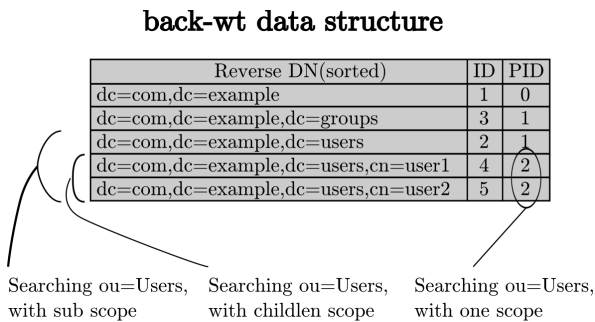 back-wt data structure
Reverse DN(sorted) ID PID
dc=com,dc=example 1 0
dc=com,dc=example,dc=groups 3 1
dc=com,dc=example,dc=users 2 1
dc=com,dc=example,dc=users,cn=user1 4 2
dc=com,dc=example,dc=users,cn=user2 5 2
Searching ou=Users, Searching ou=Users, Searching ou=Users,
with sub scope with childlen scope with one scope